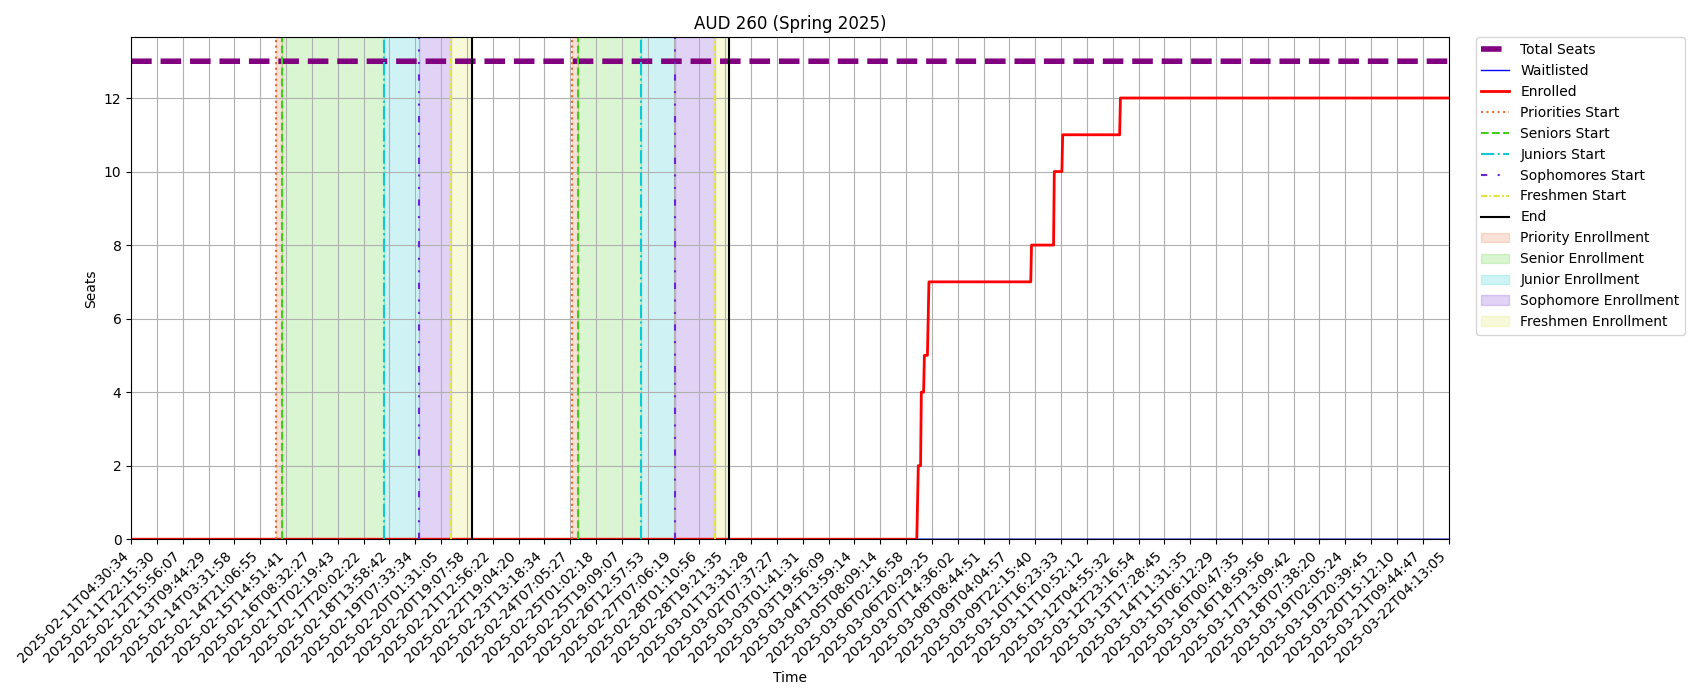 AUD 260 (Spring 2025)
Seats
12
10
8
6
4
2
0
2025-02-11T04:30:34
2025-02-11T22:15:30
2025-02-12T15:56:07
2025-02-13T09:44:29
2025-02-14T03:31:58
2025-02-14T21:06:55
2025-02-15T14:51:41
2025-02-16T08:32:27
2025-02-17T02:19:43
2025-02-17T20:02:22
2025-02-18T13:58:42
2025-02-19T07:33:34
2025-02-20T01:31:05
2025-02-20T19:07:58
2025-02-21T12:56:22
2025-02-22T19:04:20
2025-02-23T13:18:34
2025-02-24T07:05:27
2025-02-25T01:02:18
2025-02-25T19:09:07
2025-02-26T12:57:53
2025-02-27T07:06:19
2025-02-28T01:10:56
2025-02-28T19:21:35
2025-03-01T13:31:28
2025-03-02T07:37:27
2025-03-03T01:41:31
2025-03-03T19:56:09
2025-03-04T13:59:14
2025-03-05T08:09:14
2025-03-06T02:16:58
2025-03-06T20:29:25
2025-03-07T14:36:02
2025-03-08T08:44:51
2025-03-09T04:04:57
2025-03-09T22:15:40
2025-03-10T16:23:33
2025-03-11T10:52:12
2025-03-12T04:55:32
2025-03-12T23:16:54
2025-03-13T17:28:45
2025-03-14T11:31:35
2025-03-15T06:12:29
2025-03-16T00:47:35
2025-03-16T18:59:56
2025-03-17T13:09:42
2025-03-18T07:38:20
2025-03-19T02:05:24
2025-03-19T20:39:45
2025-03-20T15:12:10
2025-03-21T09:44:47
2025-03-22T04:13:05
Time
Total Seats
Waitlisted
Enrolled
Priorities Start
Seniors Start
Juniors Start
Sophomores Start
Freshmen Start
End
Priority Enrollment
Senior Enrollment
Junior Enrollment
Sophomore Enrollment
Freshmen Enrollment